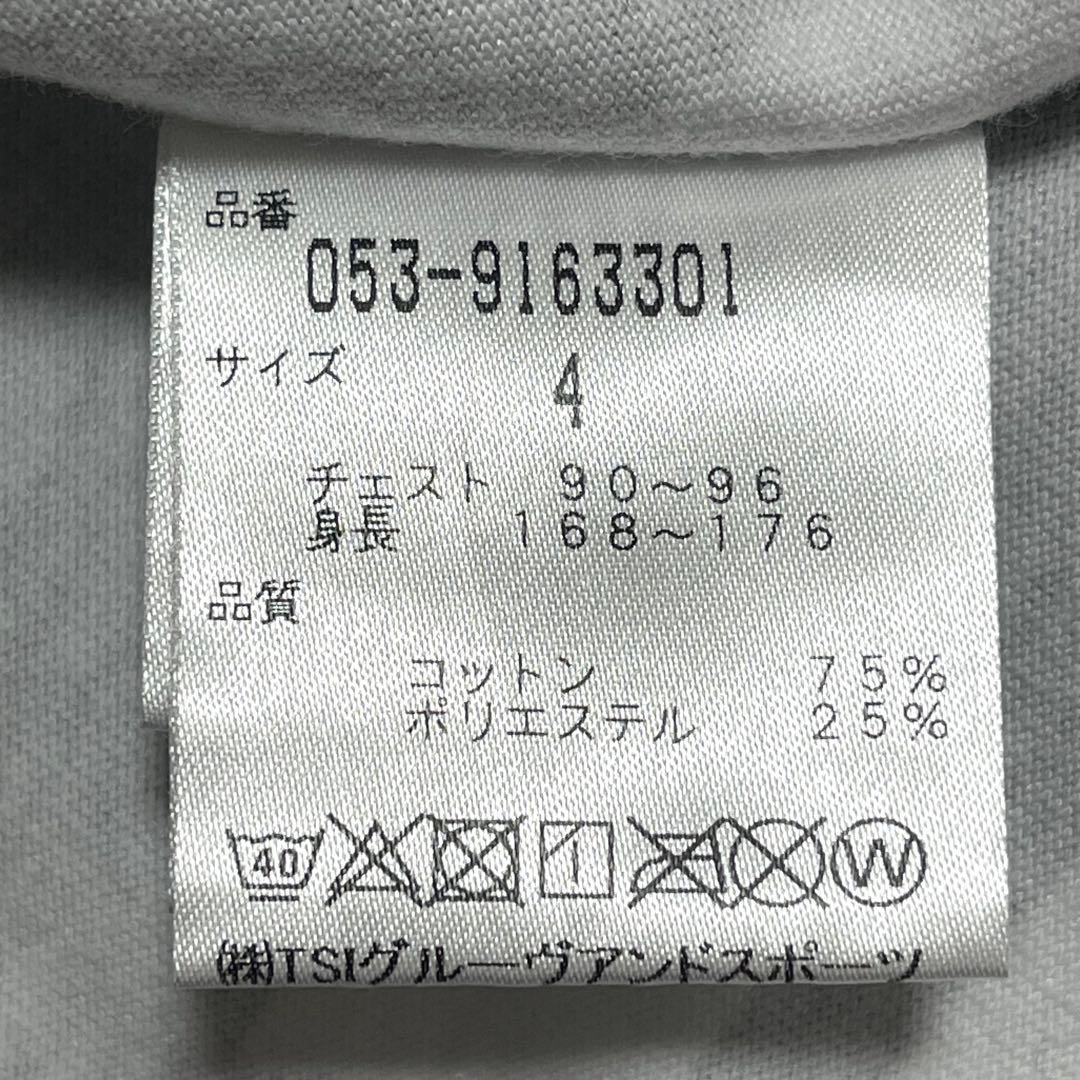 品番
053-9163301
サイズ 4
チェスト 90～96
身長 168～176
品質
コットン 75%
ポリエステル 25%
40 W
(株)TSIグルーヴアンドスポーツ